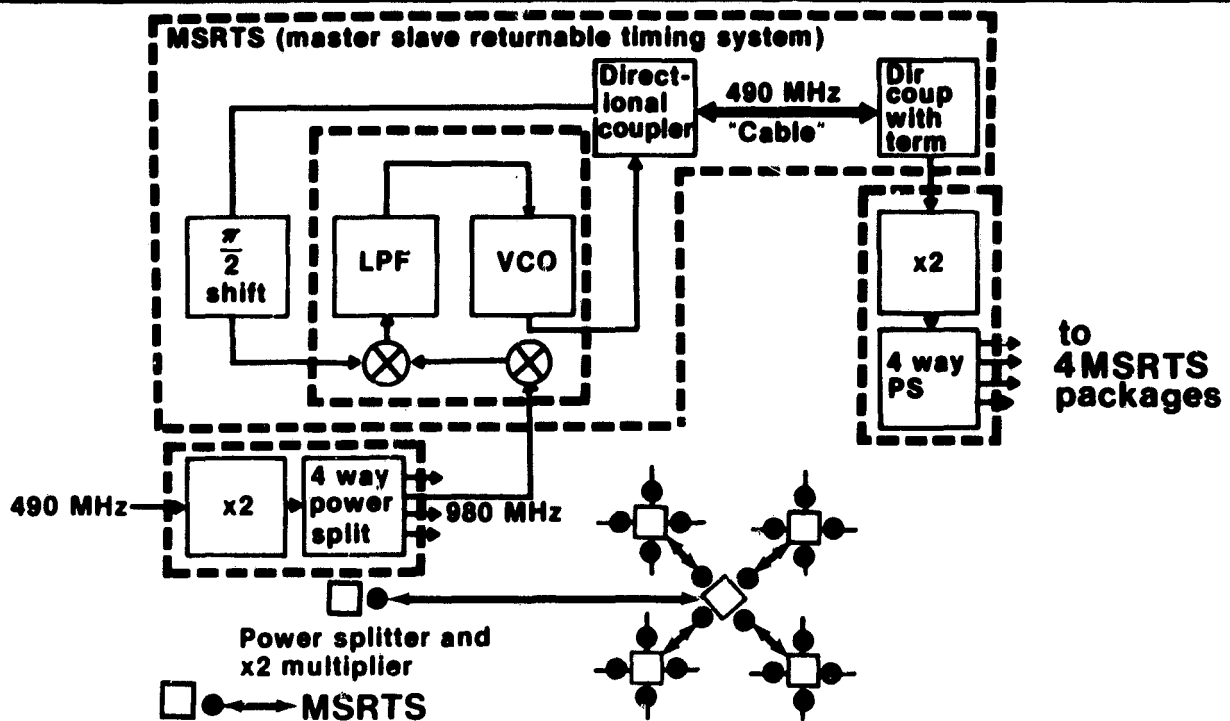 MSRTS (master slave returnable timing system)
Direct-
ional
coupler
490 MHz
"Cable"
Dir
coup
with
term
π
2
shift
LPF
VCO
x2
4 way
PS
to
4 MSRTS
packages
490 MHz
x2
4 way
power
split
980 MHz
Power splitter and
x2 multiplier
MSRTS